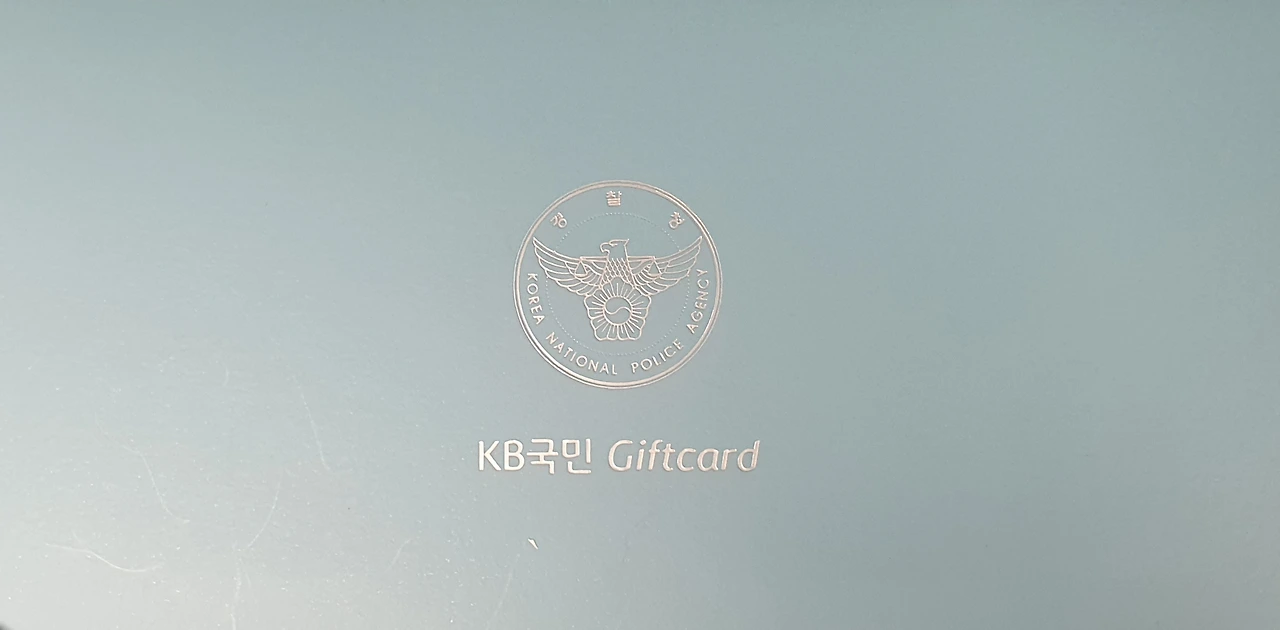 경찰청
KOREA NATIONAL POLICE AGENCY
KB국민 Giftcard